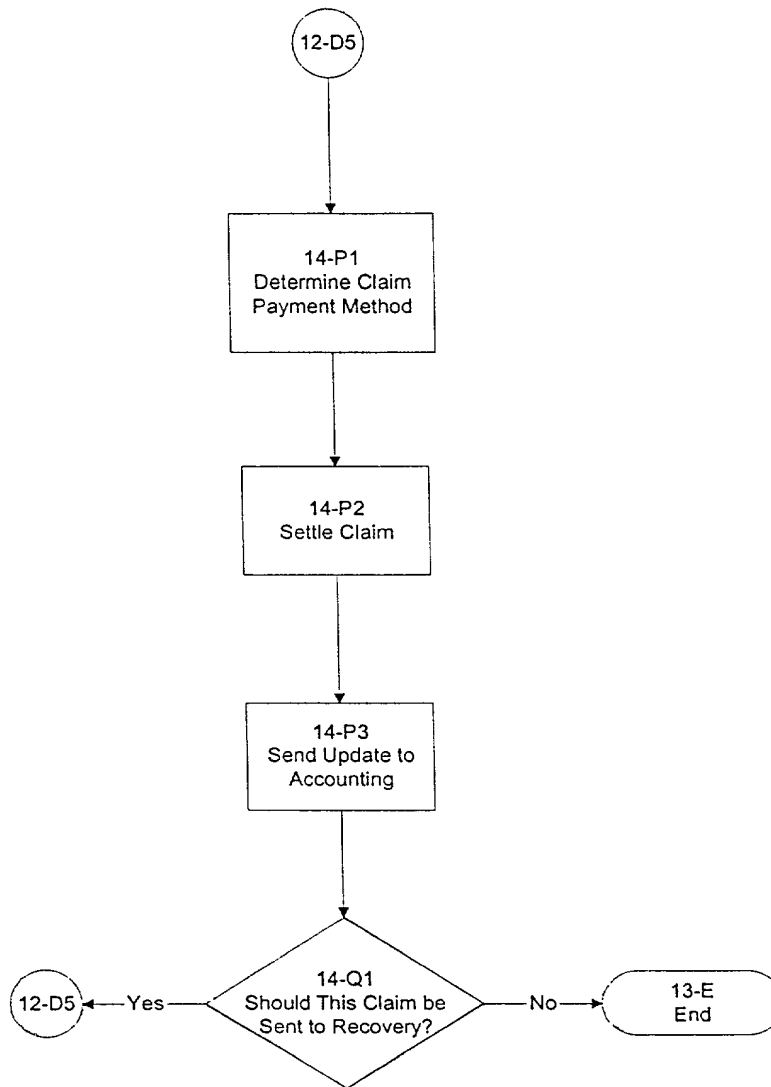 12-D5
14-P1
Determine Claim
Payment Method
14-P2
Settle Claim
14-P3
Send Update to
Accounting
14-Q1
Should This Claim be
Sent to Recovery?
12-D5
Yes
No
13-E
End